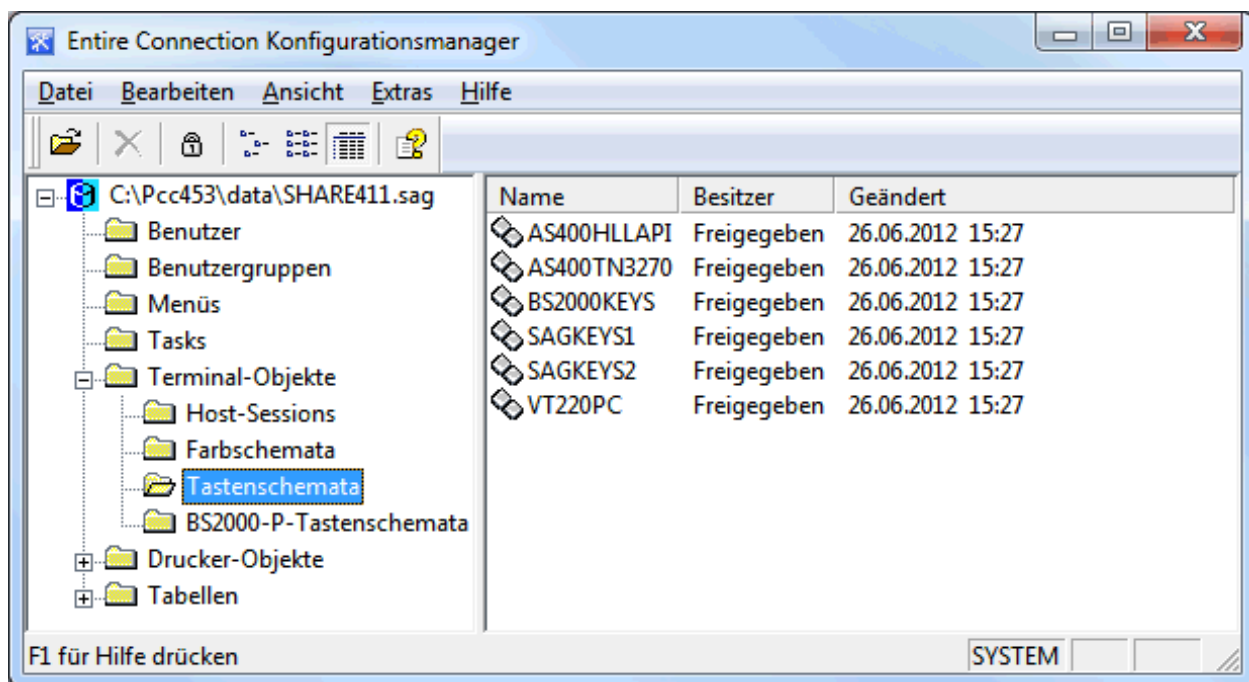 Entire Connection Konfigurationsmanager
Datei Bearbeiten Ansicht Extras Hilfe
C:\Pcc453\data\SHARE411.sag
Benutzer
Benutzergruppen
Menüs
Tasks
Terminal-Objekte
Host-Sessions
Farbschemata
Tastenschemata
BS2000-P-Tastenschemata
Drucker-Objekte
Tabellen
Name Besitzer Geändert
AS400HLLAPI Freigegeben 26.06.2012 15:27
AS400TN3270 Freigegeben 26.06.2012 15:27
BS2000KEYS Freigegeben 26.06.2012 15:27
SAGKEYS1 Freigegeben 26.06.2012 15:27
SAGKEYS2 Freigegeben 26.06.2012 15:27
VT220PC Freigegeben 26.06.2012 15:27
F1 für Hilfe drücken SYSTEM